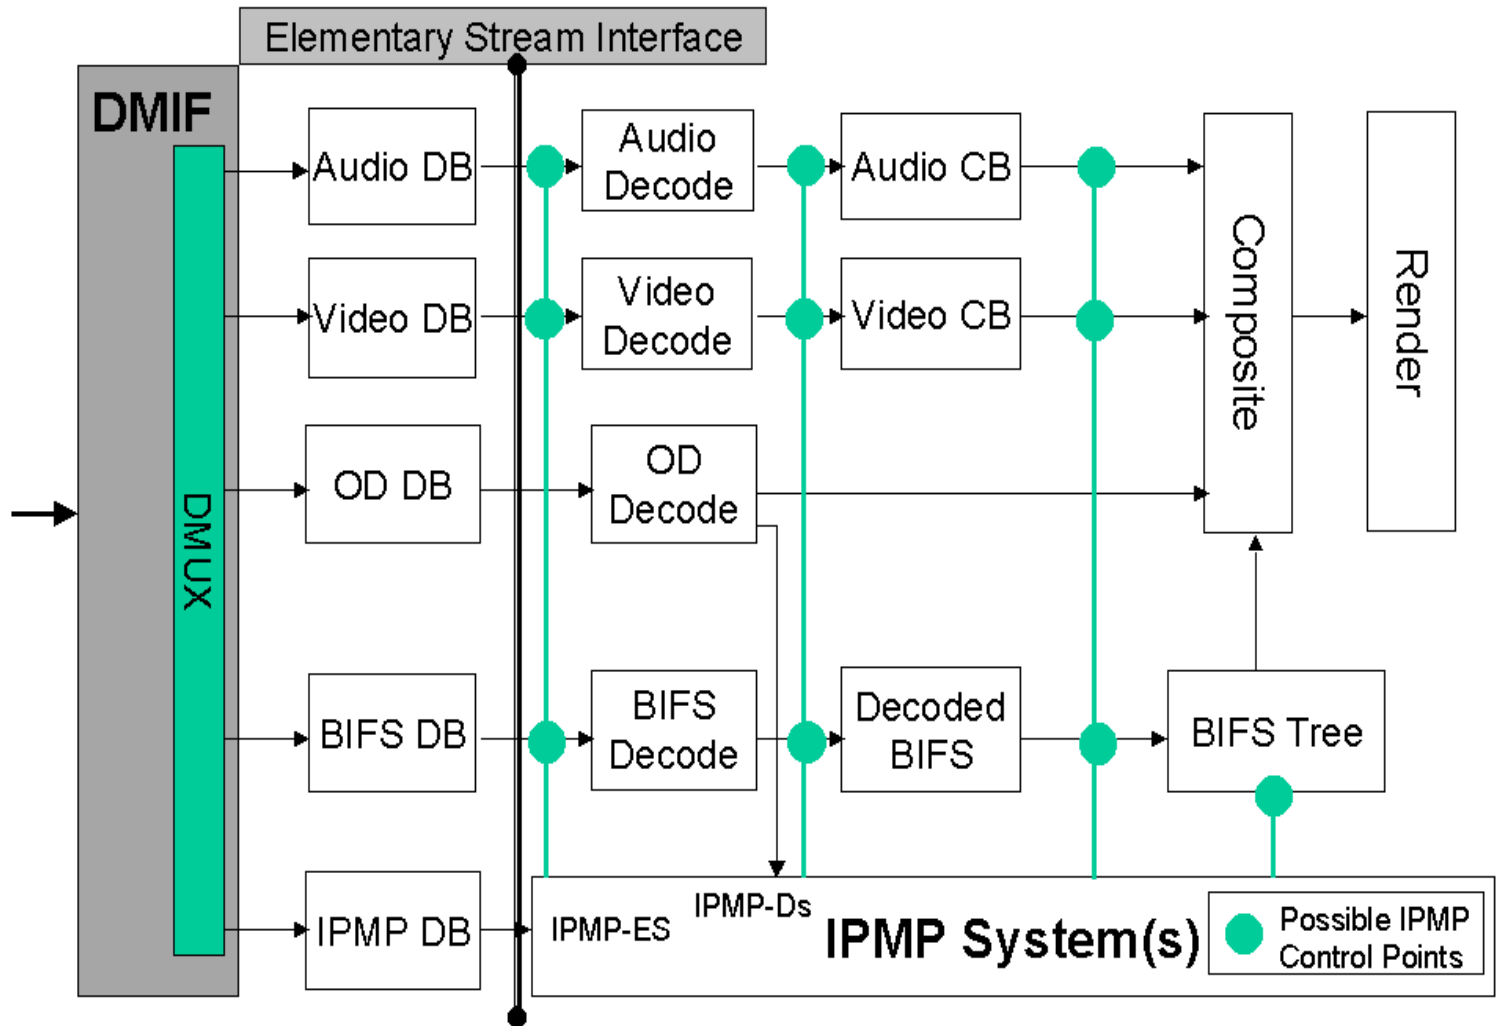 Elementary Stream Interface
DMIF
DMUX
Audio DB
Audio
Decode
Audio CB
Video DB
Video
Decode
Video CB
Composite
Render
OD DB
OD
Decode
BIFS DB
BIFS
Decode
Decoded
BIFS
BIFS Tree
IPMP DB
IPMP-ES
IPMP-Ds
IPMP System(s)
Possible IPMP
Control Points